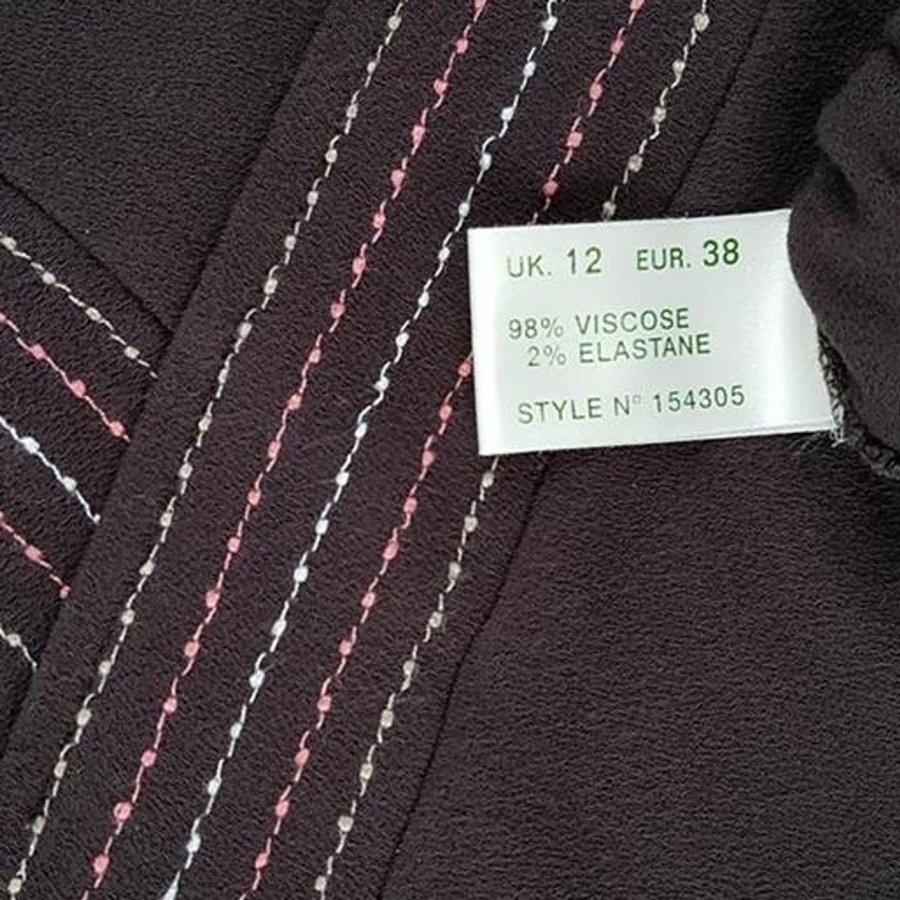 UK. 12 EUR. 38
98% VISCOSE
2% ELASTANE
STYLE N° 154305